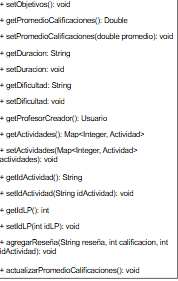 + setObjetivos(): void
+ getPromedioCalificaciones(): Double
+ setPromedioCalificaciones(double promedio): void
+ getDuracion: String
+ setDuracion: void
+ getDificultad: String
+ setDificultad: void
+ getProfesorCreador(): Usuario
+ getActividades(): Map<Integer, Actividad>
+ setActividades(Map<Integer, Actividad>
actividades): void
+ getIdActividad(): String
+ setIdActividad(String idActividad): void
+ getIdLP(): int
+ setIdLP(int idLP): void
+ agregarReseña(String reseña, int calificacion, int
idActividad): void
+ actualizarPromedioCalificaciones(): void